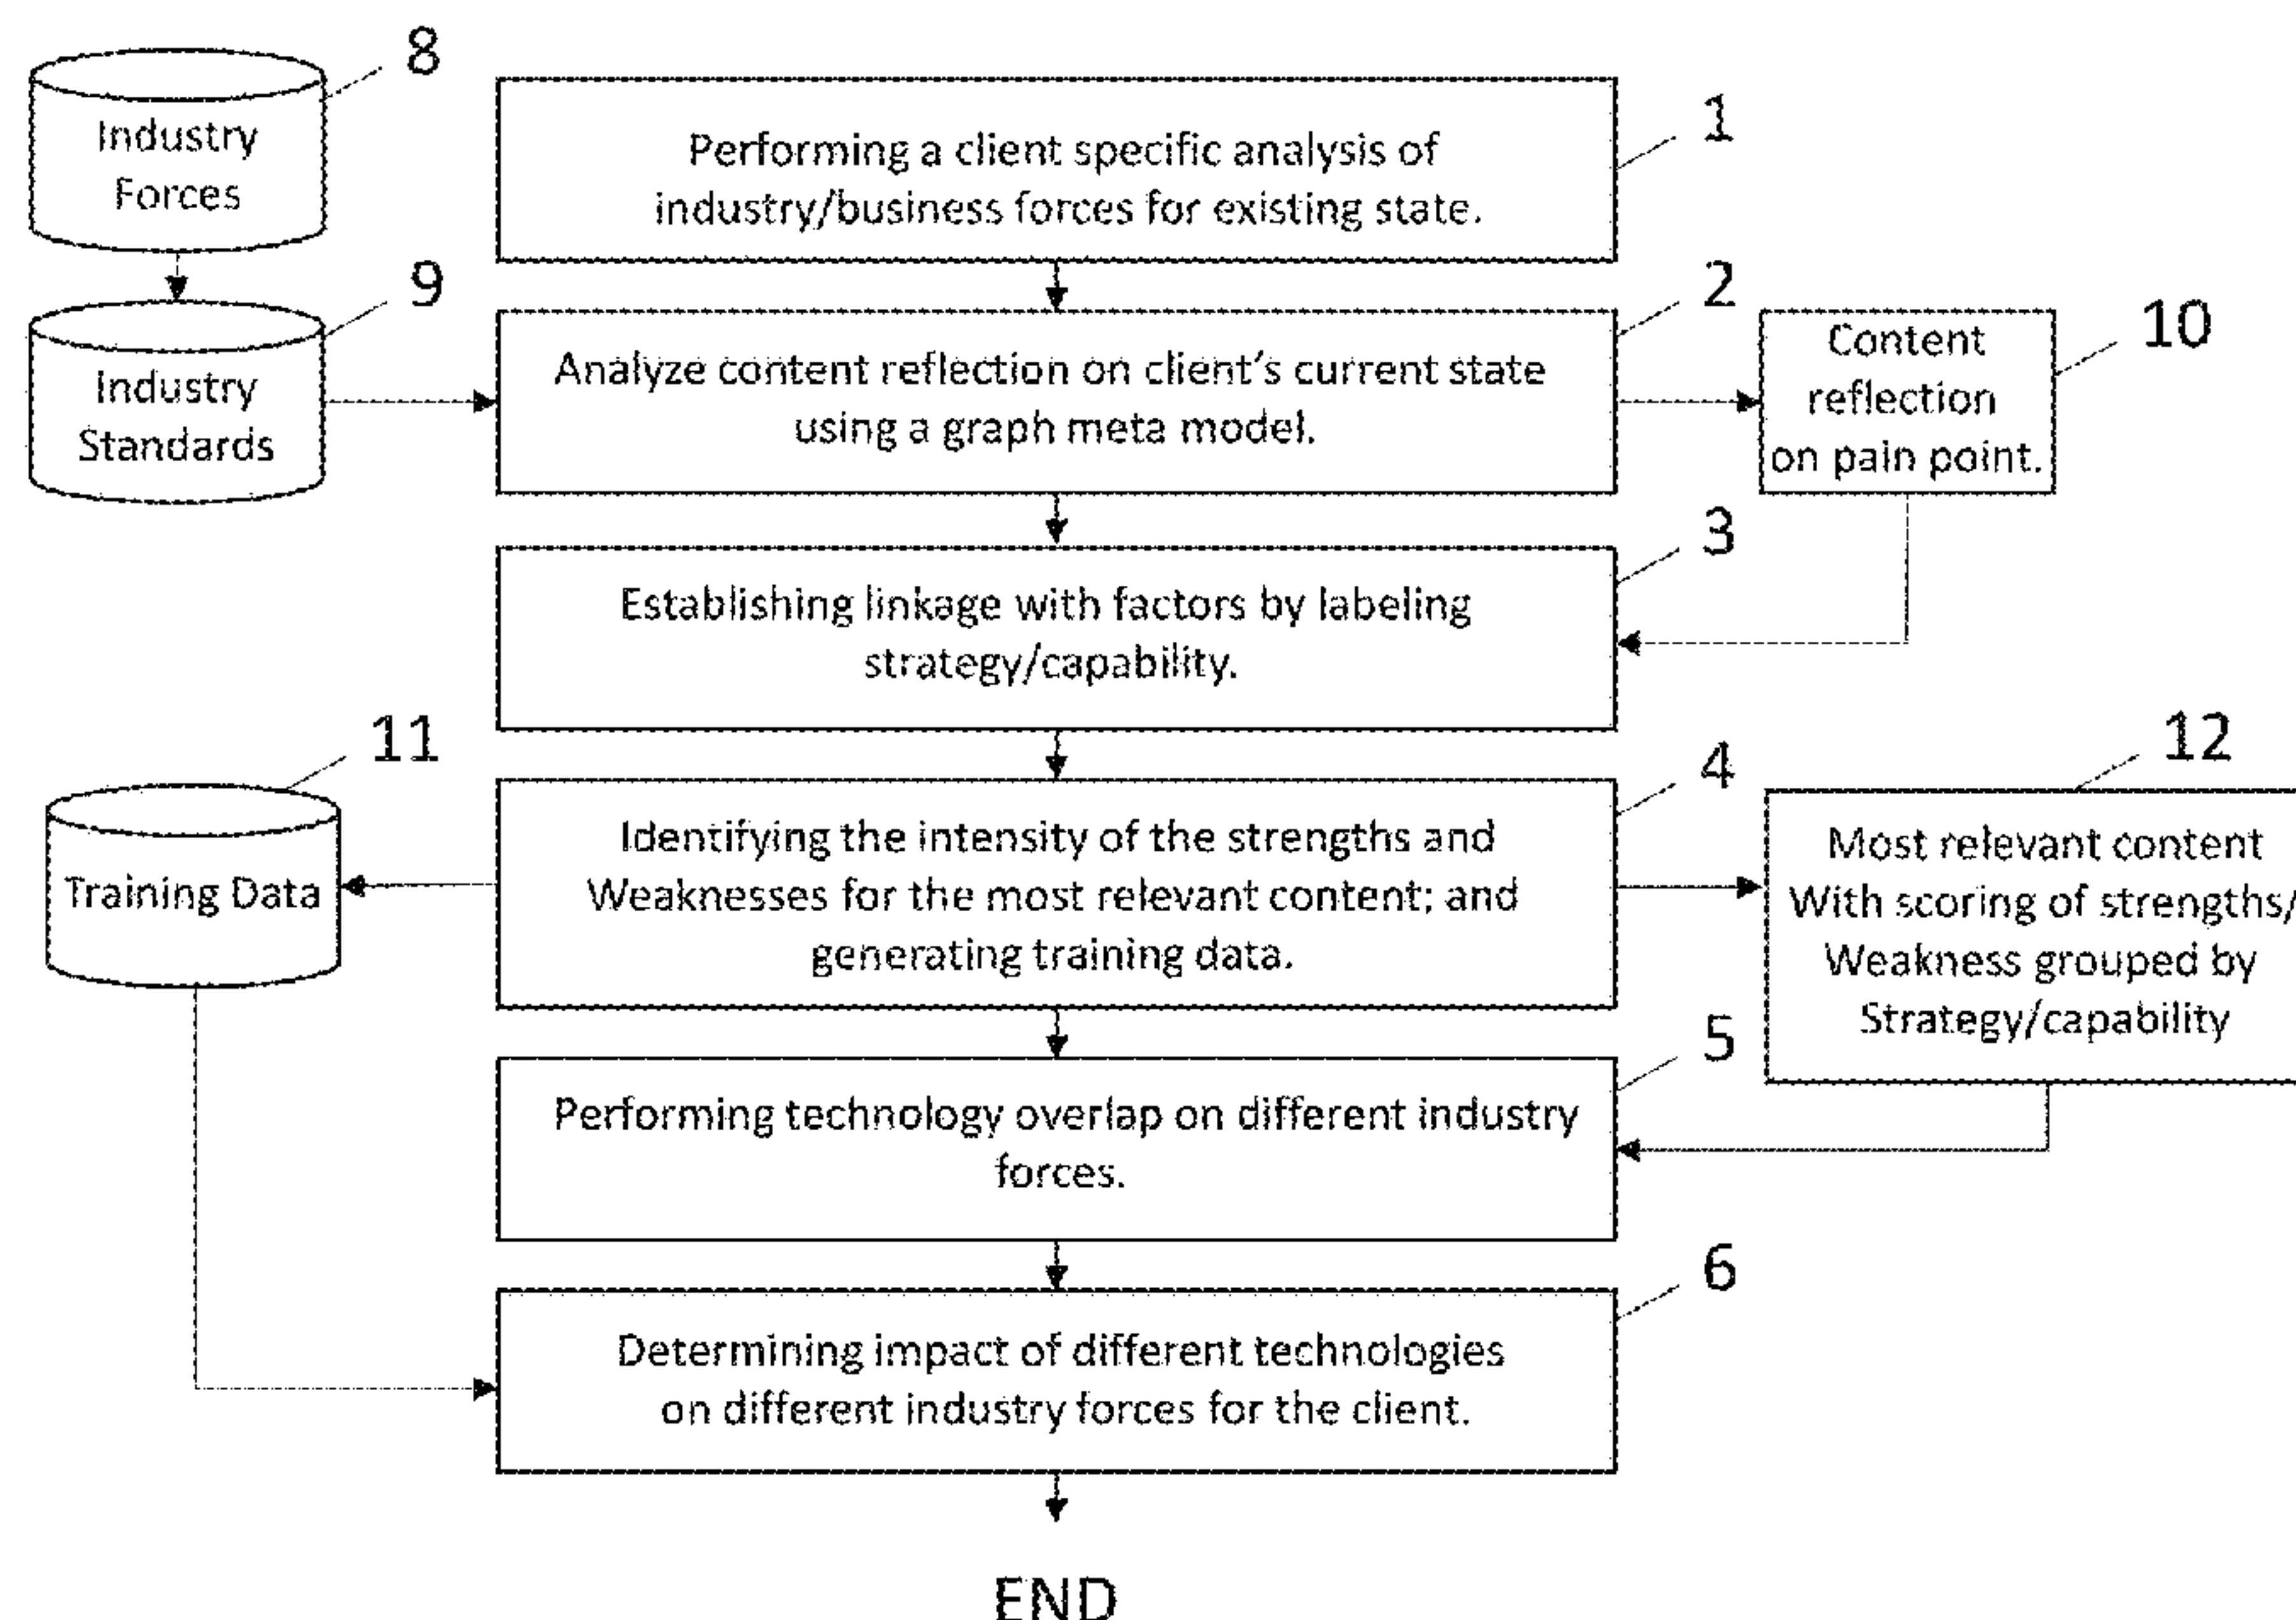 8
Industry
Forces
1
Performing a client specific analysis of
industry/business forces for existing state.
9
Industry
Standards
2
Analyze content reflection on client's current state
using a graph meta model.
10
Content
reflection
on pain point.
3
Establishing linkage with factors by labeling
strategy/capability.
11
Training Data
4
Identifying the intensity of the strengths and
Weaknesses for the most relevant content; and
generating training data.
12
Most relevant content
With scoring of strengths/
Weakness grouped by
Strategy/capability
5
Performing technology overlap on different industry
forces.
6
Determining impact of different technologies
on different industry forces for the client.
END